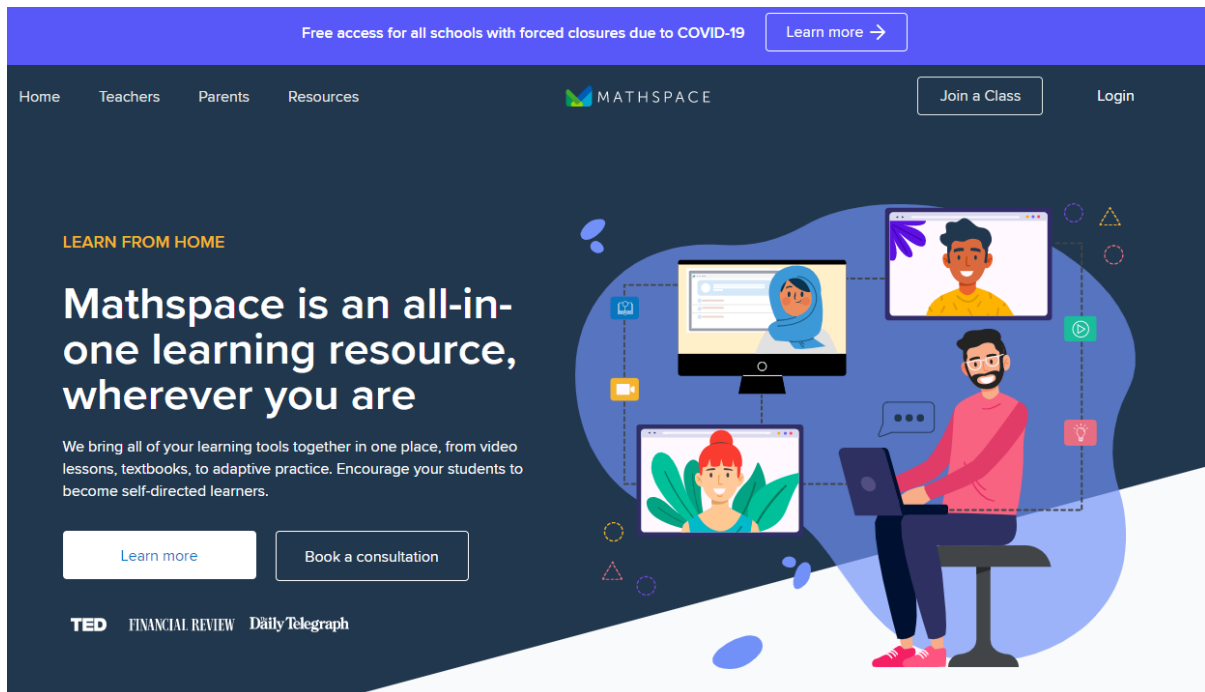 Free access for all schools with forced closures due to COVID-19 Learn more →
Home Teachers Parents Resources MATHSPACE Join a Class Login
LEARN FROM HOME
Mathspace is an all-in-
one learning resource,
wherever you are
We bring all of your learning tools together in one place, from video
lessons, textbooks, to adaptive practice. Encourage your students to
become self-directed learners.
Learn more Book a consultation
TED FINANCIAL REVIEW The Daily Telegraph